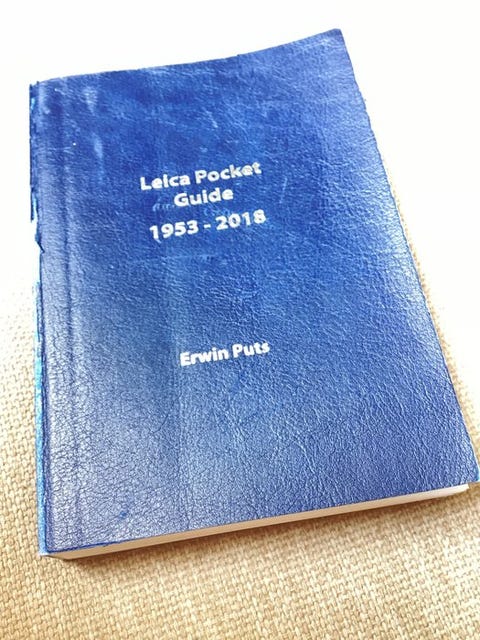 Leica Pocket
Guide
1953 - 2018
Erwin Puts